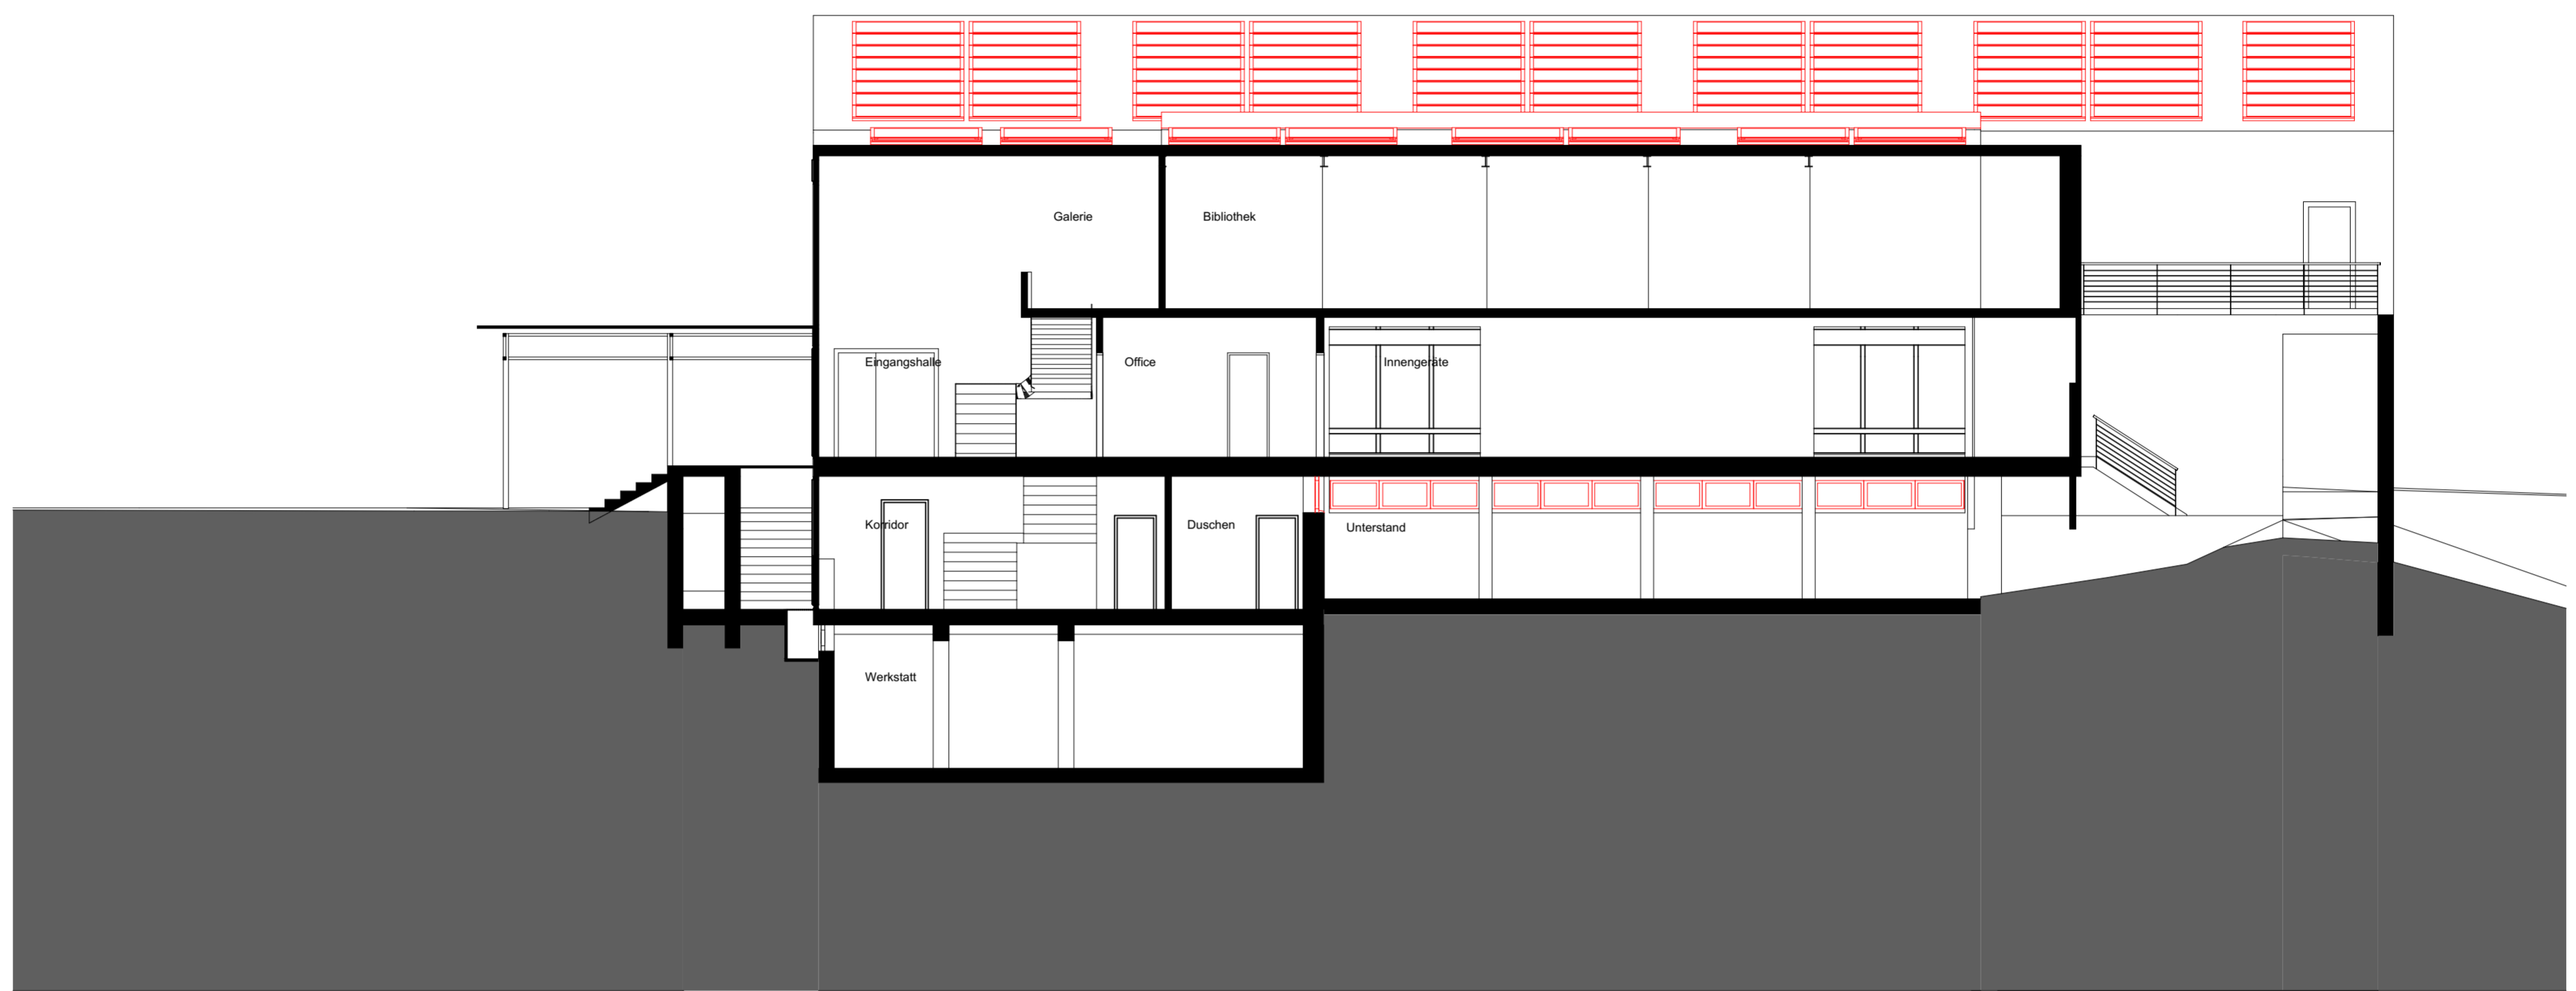 Galerie
Bibliothek
Eingangshalle
Office
Innengeräte
Korridor
Duschen
Unterstand
Werkstatt